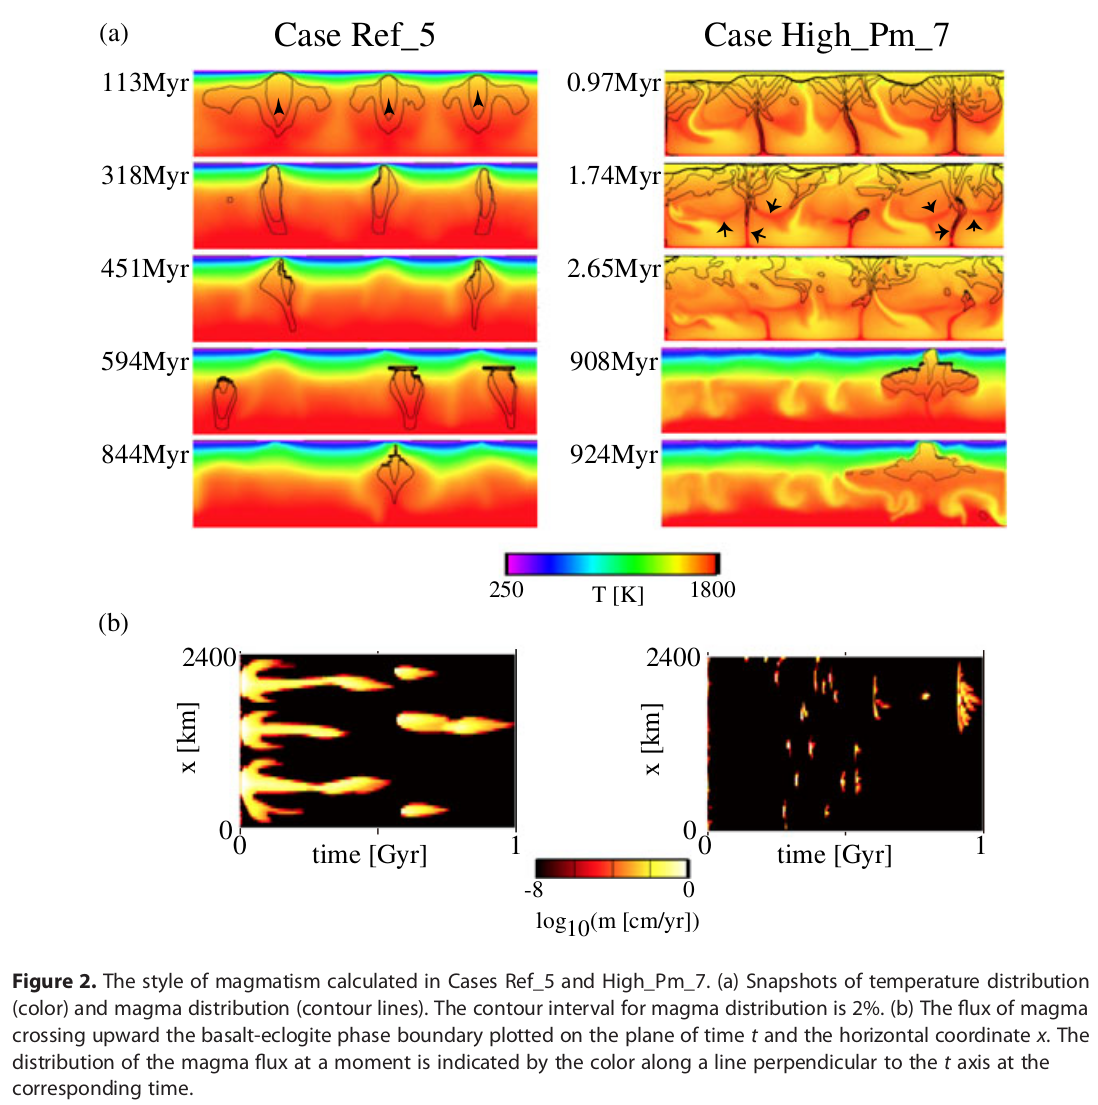 (a)
Case Ref_5
Case High_Pm_7
113Myr
318Myr
451Myr
594Myr
844Myr
0.97Myr
1.74Myr
2.65Myr
908Myr
924Myr
250
T [K]
1800
(b)
2400
x [km]
0
0
time [Gyr]
1
2400
x [km]
0
0
time [Gyr]
1
-8
0
log10(m [cm/yr])
Figure 2. The style of magmatism calculated in Cases Ref_5 and High_Pm_7. (a) Snapshots of temperature distribution
(color) and magma distribution (contour lines). The contour interval for magma distribution is 2%. (b) The flux of magma
crossing upward the basalt-eclogite phase boundary plotted on the plane of time t and the horizontal coordinate x. The
distribution of the magma flux at a moment is indicated by the color along a line perpendicular to the t axis at the
corresponding time.